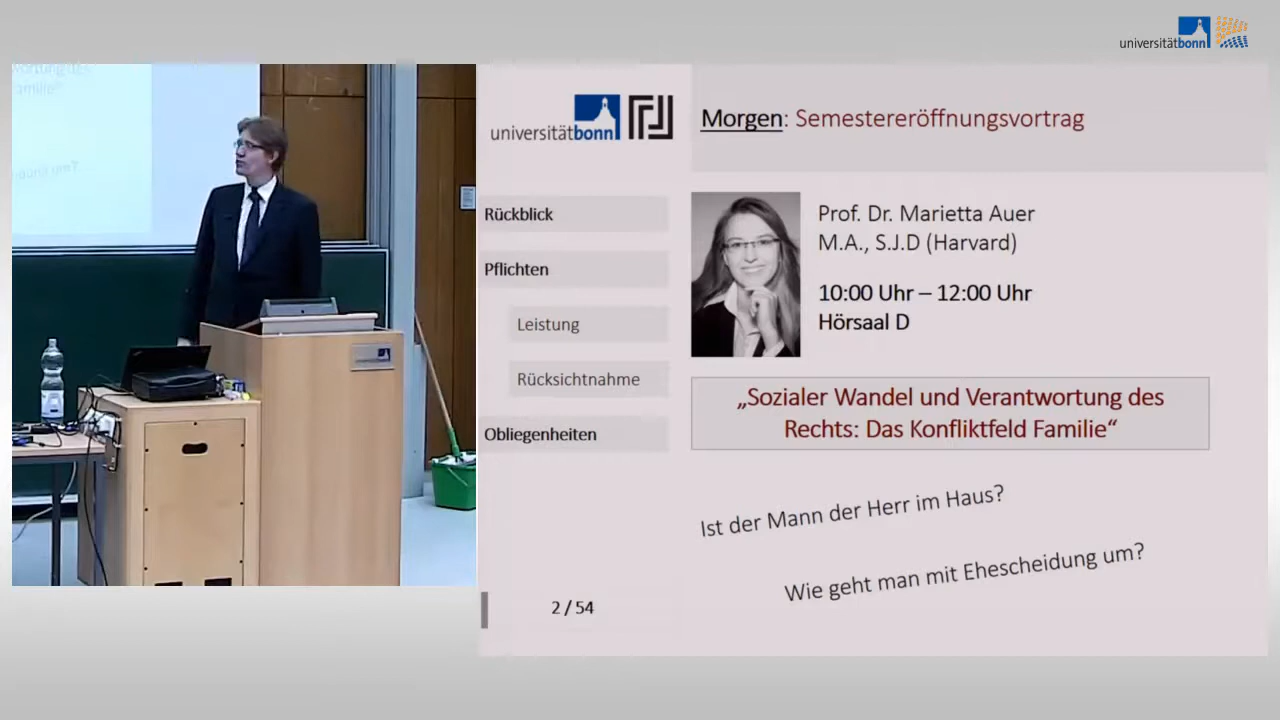 universitätbonn
universitätbonn
Morgen: Semestereröffnungsvortrag
Rückblick
Pflichten
Leistung
Rücksichtnahme
Obliegenheiten
2 / 54
Prof. Dr. Marietta Auer
M.A., S.J.D (Harvard)
10:00 Uhr – 12:00 Uhr
Hörsaal D
„Sozialer Wandel und Verantwortung des
Rechts: Das Konfliktfeld Familie“
Ist der Mann der Herr im Haus?
Wie geht man mit Ehescheidung um?